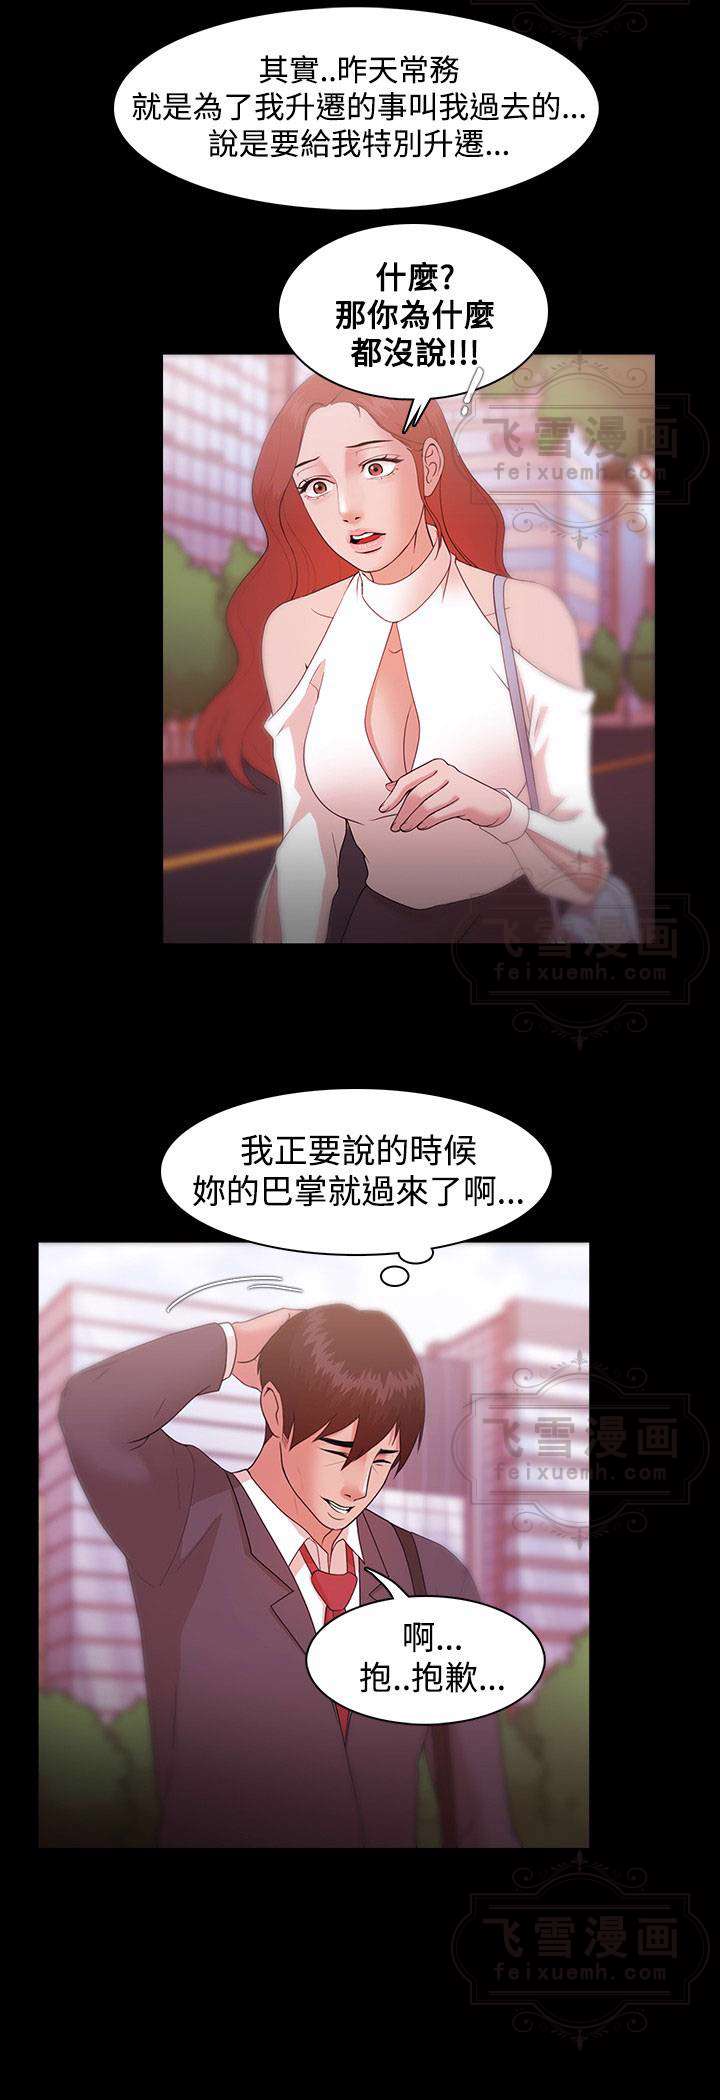 其實..昨天常務
就是為了我升遷的事叫我過去的...
說是要給我特別升遷...
什麼?
那你為什麼
都沒說!!!
飞雪漫画
feixuemh.com
飞雪漫画
feixuemh.com
我正要說的時候
妳的巴掌就過來了啊...
飞雪漫画
feixuemh.com
啊...
抱..抱歉...
飞雪漫画
feixuemh.com